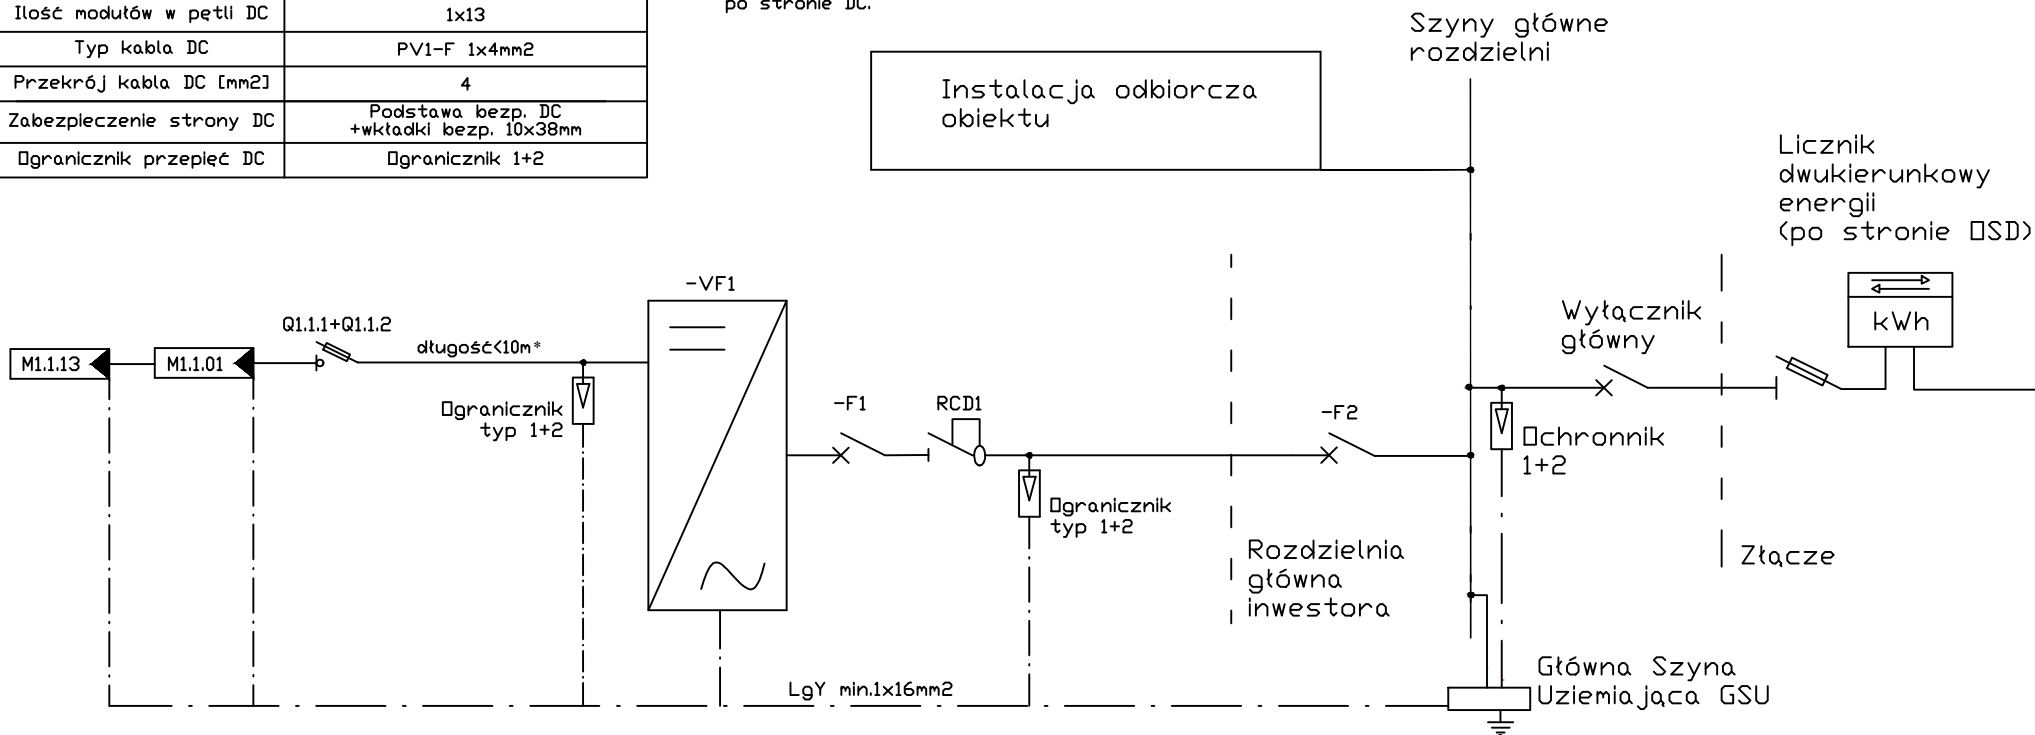 Ilość modułów w pętli DC
1x13
Typ kabla DC
PV1-F 1x4mm2
Przekrój kabla DC [mm2]
4
Zabezpieczenie strony DC
Podstawa bezp. DC
+wkładki bezp. 10x38mm
Ogranicznik przepięć DC
Ogranicznik 1+2
po stronie DC.
Szyny główne
rozdzielni
Instalacja odbiorcza
obiektu
Licznik
dwukierunkowy
energii
(po stronie OSD)
kWh
Wyłącznik
główny
-VF1
Q1.1.1+Q1.1.2
długość<10m*
M1.1.13
M1.1.01
Ogranicznik
typ 1+2
-F1
RCD1
-F2
Ochronnik
1+2
Ogranicznik
typ 1+2
Rozdzielnia
główna
inwestora
Złącze
LgY min.1x16mm2
Główna Szyna
Uziemiająca GSU